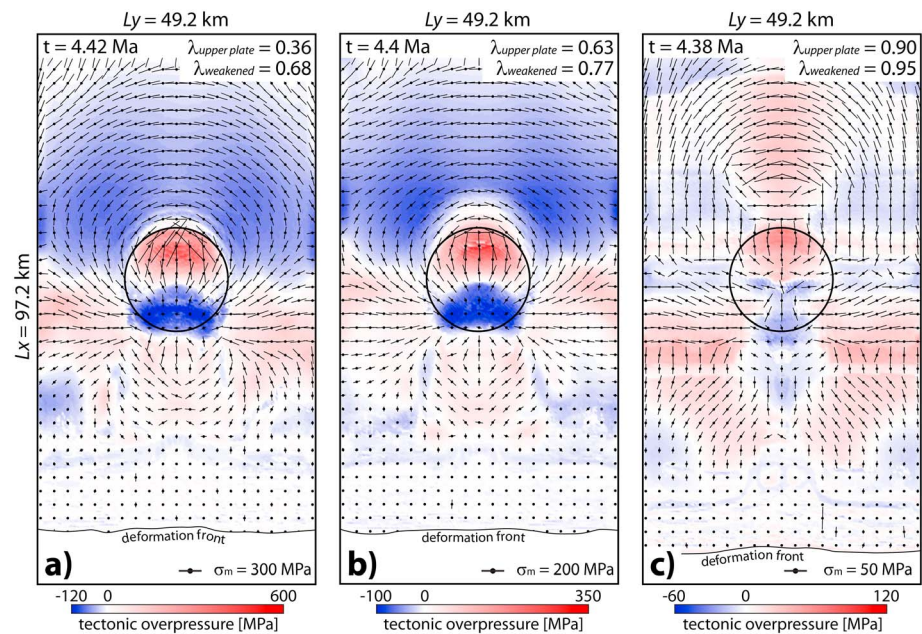 Ly = 49.2 km
Ly = 49.2 km
Ly = 49.2 km
Lx = 97.2 km
t = 4.42 Ma
λupper plate = 0.36
λweakened = 0.68
deformation front
a)
σm = 300 MPa
-120 0 600
tectonic overpressure [MPa]
t = 4.4 Ma
λupper plate = 0.63
λweakened = 0.77
deformation front
b)
σm = 200 MPa
-100 0 350
tectonic overpressure [MPa]
t = 4.38 Ma
λupper plate = 0.90
λweakened = 0.95
deformation front
c)
σm = 50 MPa
-60 0 120
tectonic overpressure [MPa]